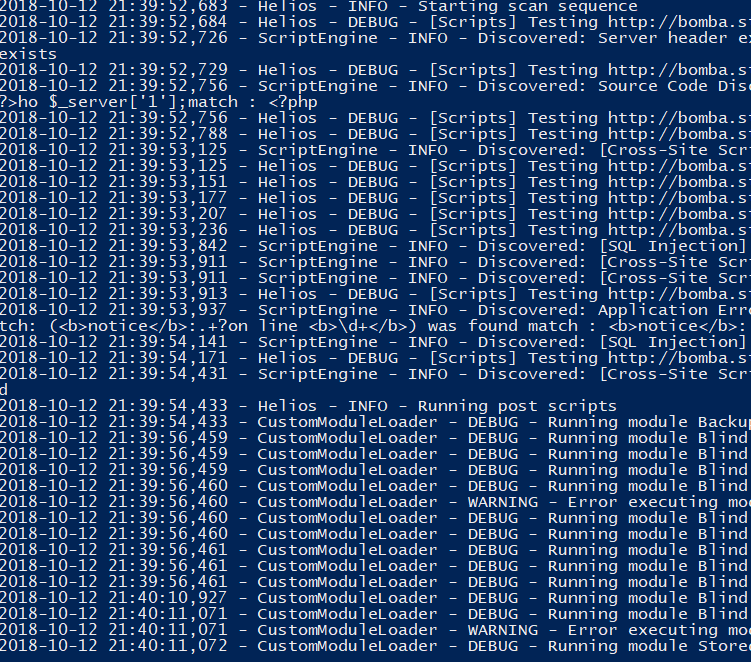 2018-10-12 21:39:52,683 - Helios - INFO - Starting scan sequence
2018-10-12 21:39:52,684 - Helios - DEBUG - [Scripts] Testing http://bomba.s
2018-10-12 21:39:52,726 - ScriptEngine - INFO - Discovered: Server header ex
exists
2018-10-12 21:39:52,729 - Helios - DEBUG - [Scripts] Testing http://bomba.s
2018-10-12 21:39:52,756 - ScriptEngine - INFO - Discovered: Source Code Disc
?>ho $_server['1'];match : <?php
2018-10-12 21:39:52,756 - Helios - DEBUG - [Scripts] Testing http://bomba.s
2018-10-12 21:39:52,788 - Helios - DEBUG - [Scripts] Testing http://bomba.s
2018-10-12 21:39:53,125 - ScriptEngine - INFO - Discovered: [Cross-Site Scr
2018-10-12 21:39:53,125 - Helios - DEBUG - [Scripts] Testing http://bomba.s
2018-10-12 21:39:53,151 - Helios - DEBUG - [Scripts] Testing http://bomba.s
2018-10-12 21:39:53,177 - Helios - DEBUG - [Scripts] Testing http://bomba.s
2018-10-12 21:39:53,207 - Helios - DEBUG - [Scripts] Testing http://bomba.s
2018-10-12 21:39:53,236 - Helios - DEBUG - [Scripts] Testing http://bomba.s
2018-10-12 21:39:53,842 - ScriptEngine - INFO - Discovered: [SQL Injection]
2018-10-12 21:39:53,911 - ScriptEngine - INFO - Discovered: [Cross-Site Scr
2018-10-12 21:39:53,911 - ScriptEngine - INFO - Discovered: [Cross-Site Scr
2018-10-12 21:39:53,913 - Helios - DEBUG - [Scripts] Testing http://bomba.s
2018-10-12 21:39:53,937 - ScriptEngine - INFO - Discovered: Application Erro
tch: (<b>notice</b>:.+?on line <b>\d+</b>) was found match : <b>notice</b>:
2018-10-12 21:39:54,141 - ScriptEngine - INFO - Discovered: [SQL Injection]
2018-10-12 21:39:54,171 - Helios - DEBUG - [Scripts] Testing http://bomba.s
2018-10-12 21:39:54,431 - ScriptEngine - INFO - Discovered: [Cross-Site Scr
d
2018-10-12 21:39:54,433 - Helios - INFO - Running post scripts
2018-10-12 21:39:54,433 - CustomModuleLoader - DEBUG - Running module Backup
2018-10-12 21:39:56,459 - CustomModuleLoader - DEBUG - Running module Blind
2018-10-12 21:39:56,459 - CustomModuleLoader - DEBUG - Running module Blind
2018-10-12 21:39:56,459 - CustomModuleLoader - DEBUG - Running module Blind
2018-10-12 21:39:56,460 - CustomModuleLoader - DEBUG - Running module Blind
2018-10-12 21:39:56,460 - CustomModuleLoader - WARNING - Error executing mod
2018-10-12 21:39:56,460 - CustomModuleLoader - DEBUG - Running module Blind
2018-10-12 21:39:56,460 - CustomModuleLoader - DEBUG - Running module Blind
2018-10-12 21:39:56,461 - CustomModuleLoader - DEBUG - Running module Blind
2018-10-12 21:39:56,461 - CustomModuleLoader - DEBUG - Running module Blind
2018-10-12 21:39:56,461 - CustomModuleLoader - DEBUG - Running module Blind
2018-10-12 21:40:10,927 - CustomModuleLoader - DEBUG - Running module Blind
2018-10-12 21:40:11,071 - CustomModuleLoader - DEBUG - Running module Blind
2018-10-12 21:40:11,071 - CustomModuleLoader - WARNING - Error executing mod
2018-10-12 21:40:11,072 - CustomModuleLoader - DEBUG - Running module Stored